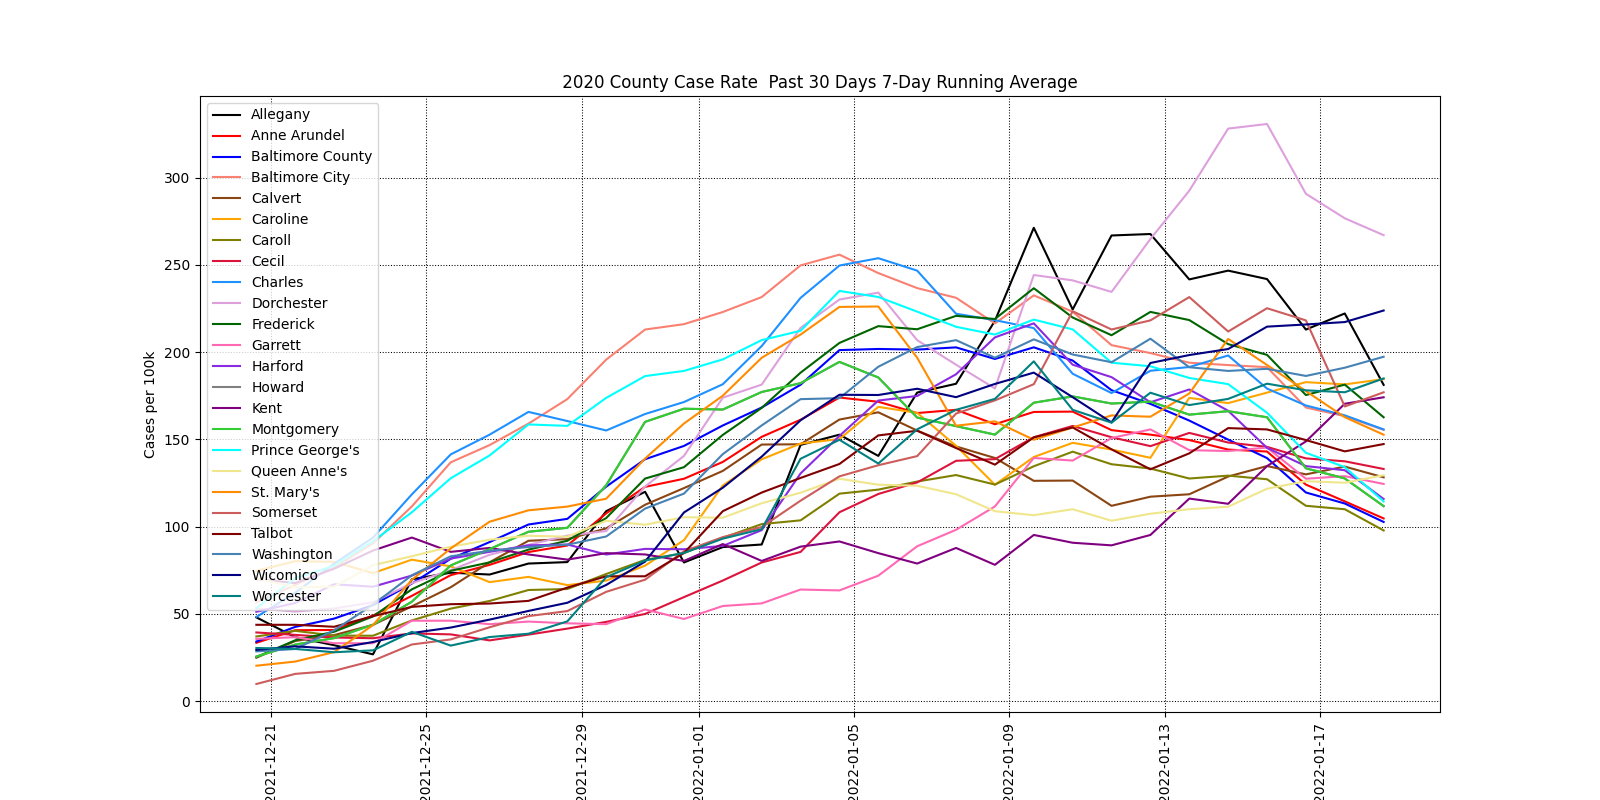 2020 County Case Rate  Past 30 Days 7-Day Running Average
Allegany
Anne Arundel
Baltimore County
Baltimore City
Calvert
Caroline
Caroll
Cecil
Charles
Dorchester
Frederick
Garrett
Harford
Howard
Kent
Montgomery
Prince George's
Queen Anne's
St. Mary's
Somerset
Talbot
Washington
Wicomico
Worcester
Cases per 100k
300
250
200
150
100
50
0
2021-12-21
2021-12-25
2021-12-29
2022-01-01
2022-01-05
2022-01-09
2022-01-13
2022-01-17